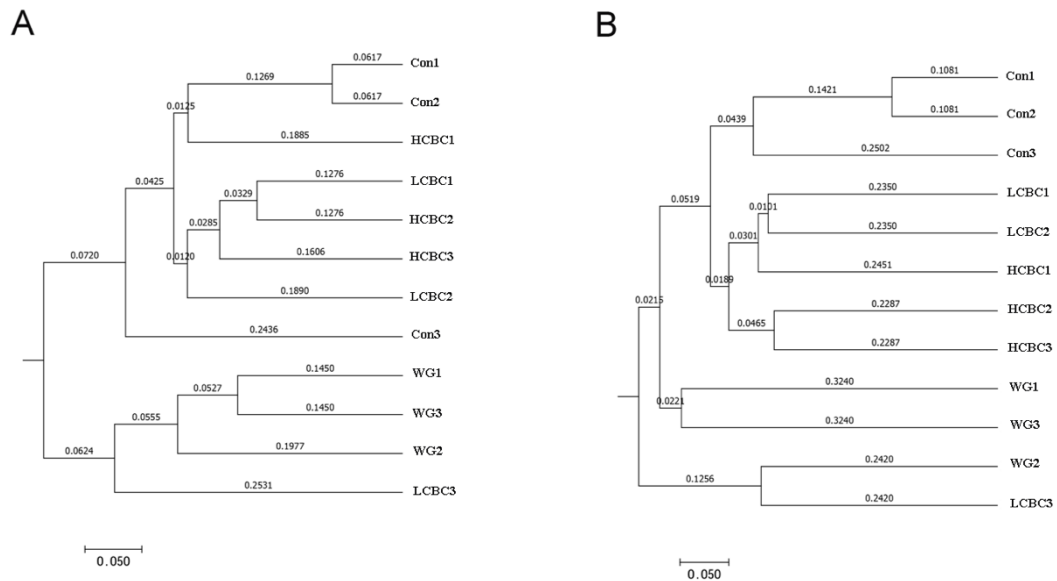 A
0.0617
Con1
0.1269
0.0617
Con2
0.0125
0.1885
HCBC1
0.0425
0.1276
LCBC1
0.0329
0.1276
HCBC2
0.0285
0.1606
HCBC3
0.0120
0.1890
LCBC2
0.0720
0.2436
Con3
0.1450
WG1
0.0527
0.1450
WG3
0.0555
0.1977
WG2
0.0624
0.2531
LCBC3
0.050
B
0.1081
Con1
0.1421
0.1081
Con2
0.0439
0.2502
Con3
0.0519
0.2350
LCBC1
0.0101
0.2350
LCBC2
0.0301
0.2451
HCBC1
0.0189
0.2287
HCBC2
0.0465
0.2287
HCBC3
0.0215
0.3240
WG1
0.0221
0.3240
WG3
0.2420
WG2
0.1256
0.2420
LCBC3
0.050